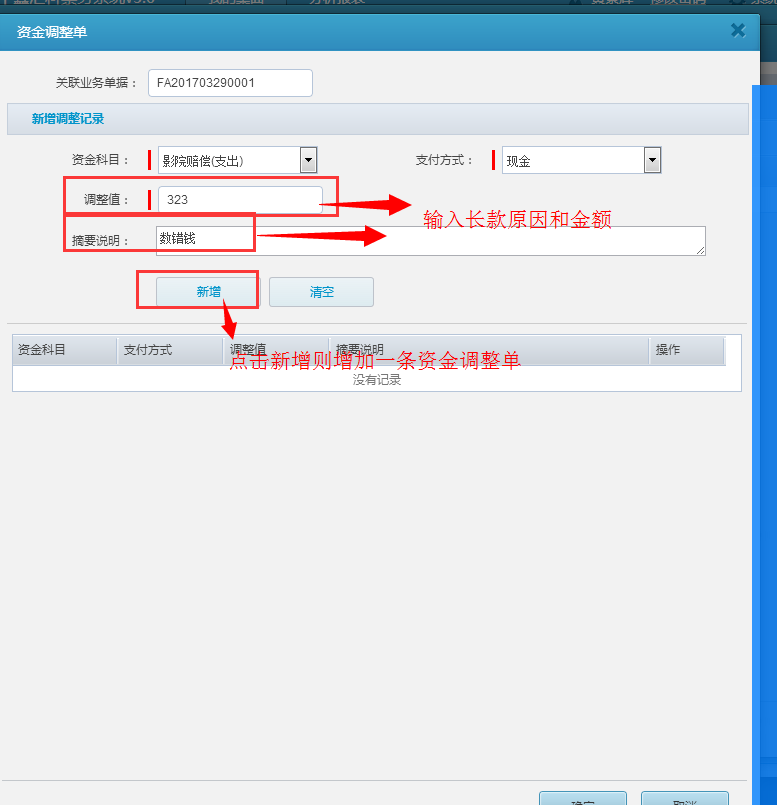 资金调整单
关联业务单据： FA201703290001
新增调整记录
资金科目： 影院赔偿(支出) 支付方式： 现金
调整值： 323
输入长款原因和金额
摘要说明： 数错钱
新增 清空
资金科目 支付方式 调整值 摘要说明 操作
点击新增则增加一条资金调整单
没有记录
确定 取消